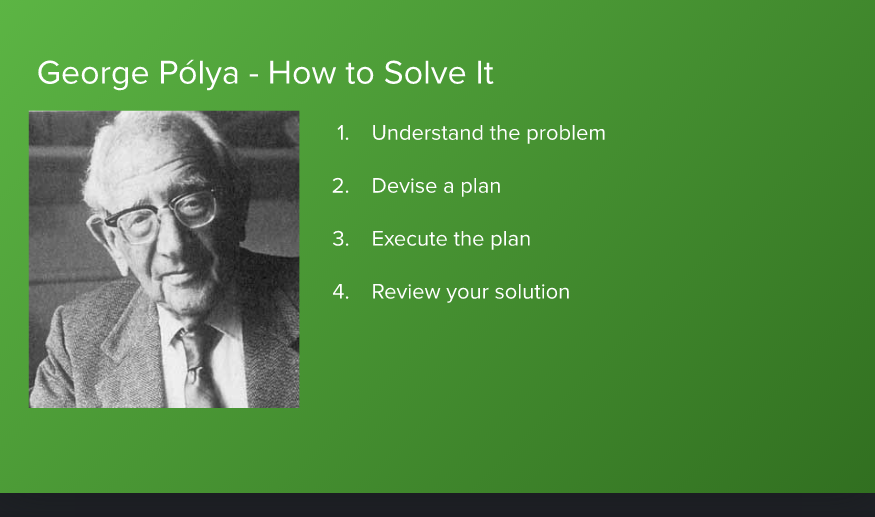 George Pólya - How to Solve It
1. Understand the problem
2. Devise a plan
3. Execute the plan
4. Review your solution